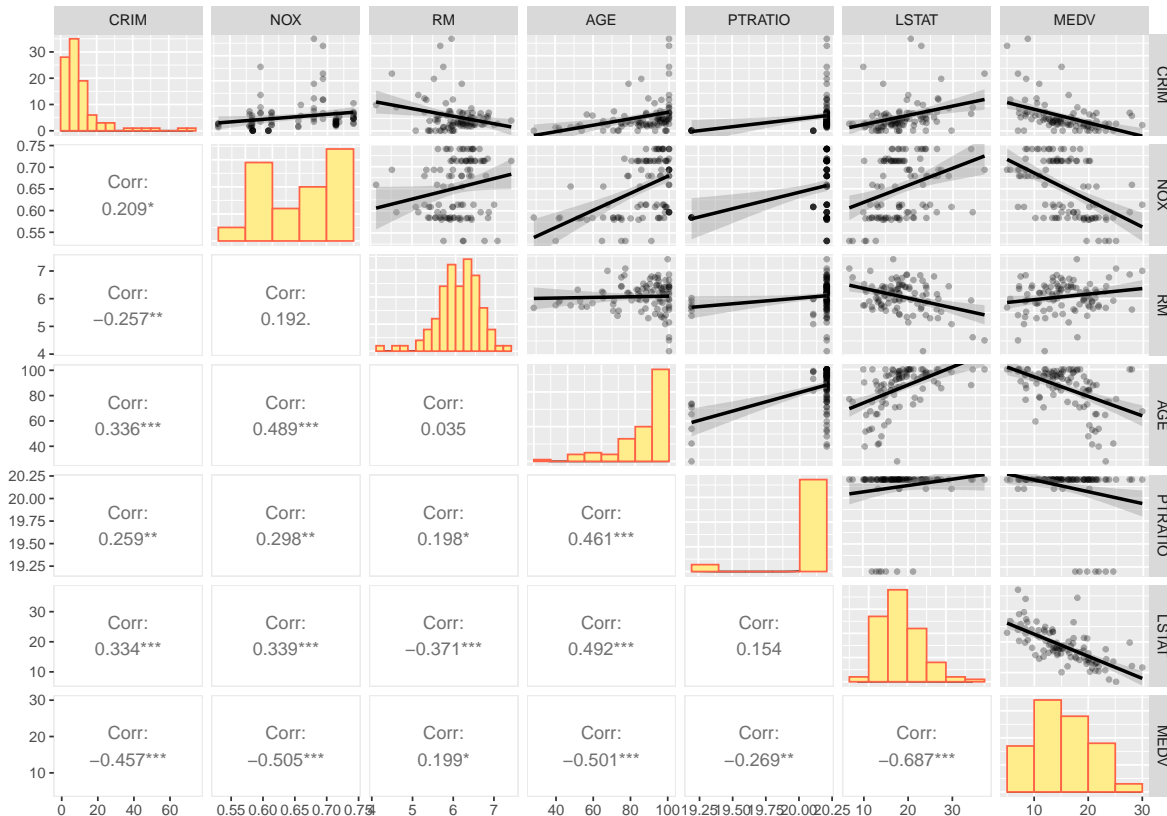 CRIM NOX RM AGE PTRATIO LSTAT MEDV
30
20
10
0
CRIM
0.75
0.70
0.65
0.60
0.55
Corr:
0.209*
NOX
7
6
5
4
Corr: Corr:
−0.257** 0.192.
RM
100
80
60
40
Corr: Corr: Corr:
0.336*** 0.489*** 0.035
AGE
20.25
20.00
19.75
19.50
19.25
Corr: Corr: Corr: Corr:
0.259** 0.298** 0.198* 0.461***
PTRATIO
30
20
10
Corr: Corr: Corr: Corr: Corr:
0.334*** 0.339*** −0.371*** 0.492*** 0.154
LSTAT
30
20
10
Corr: Corr: Corr: Corr: Corr: Corr:
−0.457*** −0.505*** 0.199* −0.501*** −0.269** −0.687***
MEDV
0 20 40 60 0.55 0.60 0.65 0.70 0.75 4 5 6 7 40 60 80 100 19.25 19.50 19.75 20.00 20.25 10 20 30 10 20 30